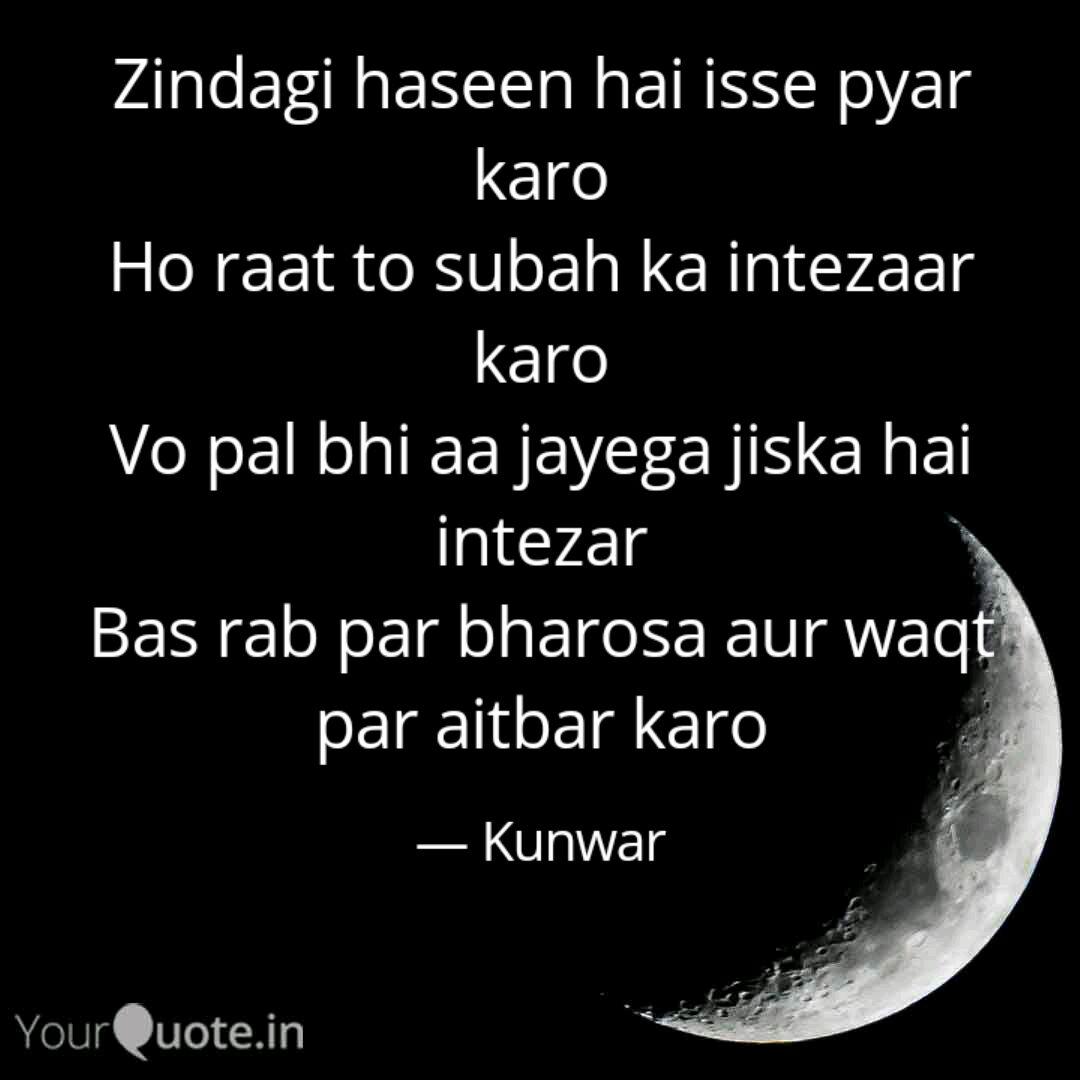 Zindagi haseen hai isse pyar
karo
Ho raat to subah ka intezaar
karo
Vo pal bhi aa jayega jiska hai
intezar
Bas rab par bharosa aur waqt
par aitbar karo
— Kunwar
YourQuote.in